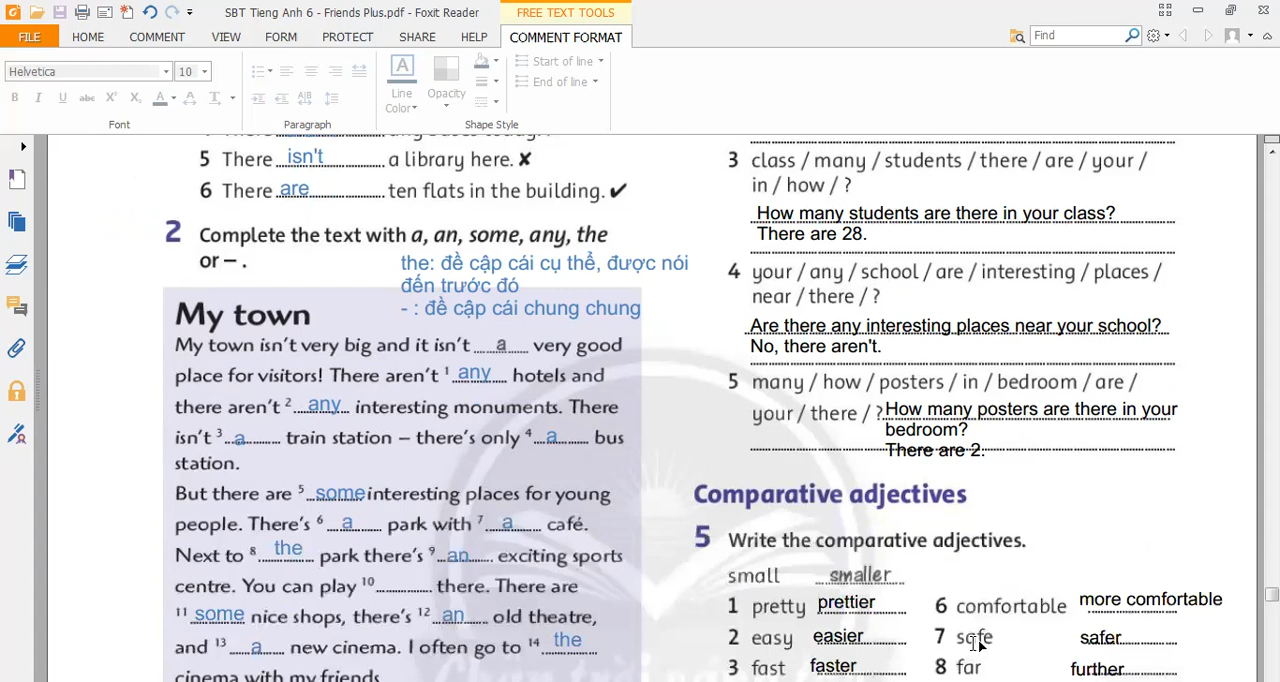 SBT Tieng Anh 6 - Friends Plus.pdf - Foxit Reader
FREE TEXT TOOLS
FILE HOME COMMENT VIEW FORM PROTECT SHARE HELP COMMENT FORMAT
Find
Helvetica 10
Line Color
Opacity
Start of line
End of line
Font
Paragraph
Shape Style
5 There isn't a library here. ✘
6 There are ten flats in the building. ✔
2 Complete the text with a, an, some, any, the
or – .
the: đề cập cái cụ thể, được nói
đến trước đó
- : đề cập cái chung chung
My town
My town isn't very big and it isn't a very good
place for visitors! There aren't 1 any hotels and
there aren't 2 any interesting monuments. There
isn't 3 a train station – there's only 4 a bus
station.
But there are 5 some interesting places for young
people. There's 6 a park with 7 a café.
Next to 8 the park there's 9 an exciting sports
centre. You can play 10 there. There are
11 some nice shops, there's 12 an old theatre,
and 13 a new cinema. I often go to 14 the
cinema with my friends
3 class / many / students / there / are / your /
in / how / ?
How many students are there in your class?
There are 28.
4 your / any / school / are / interesting / places /
near / there / ?
Are there any interesting places near your school?
No, there aren't.
5 many / how / posters / in / bedroom / are /
your / there / ?
How many posters are there in your
bedroom?
There are 2.
Comparative adjectives
5 Write the comparative adjectives.
small smaller
1 pretty prettier 6 comfortable more comfortable
2 easy easier 7 safe safer
3 fast faster 8 far further